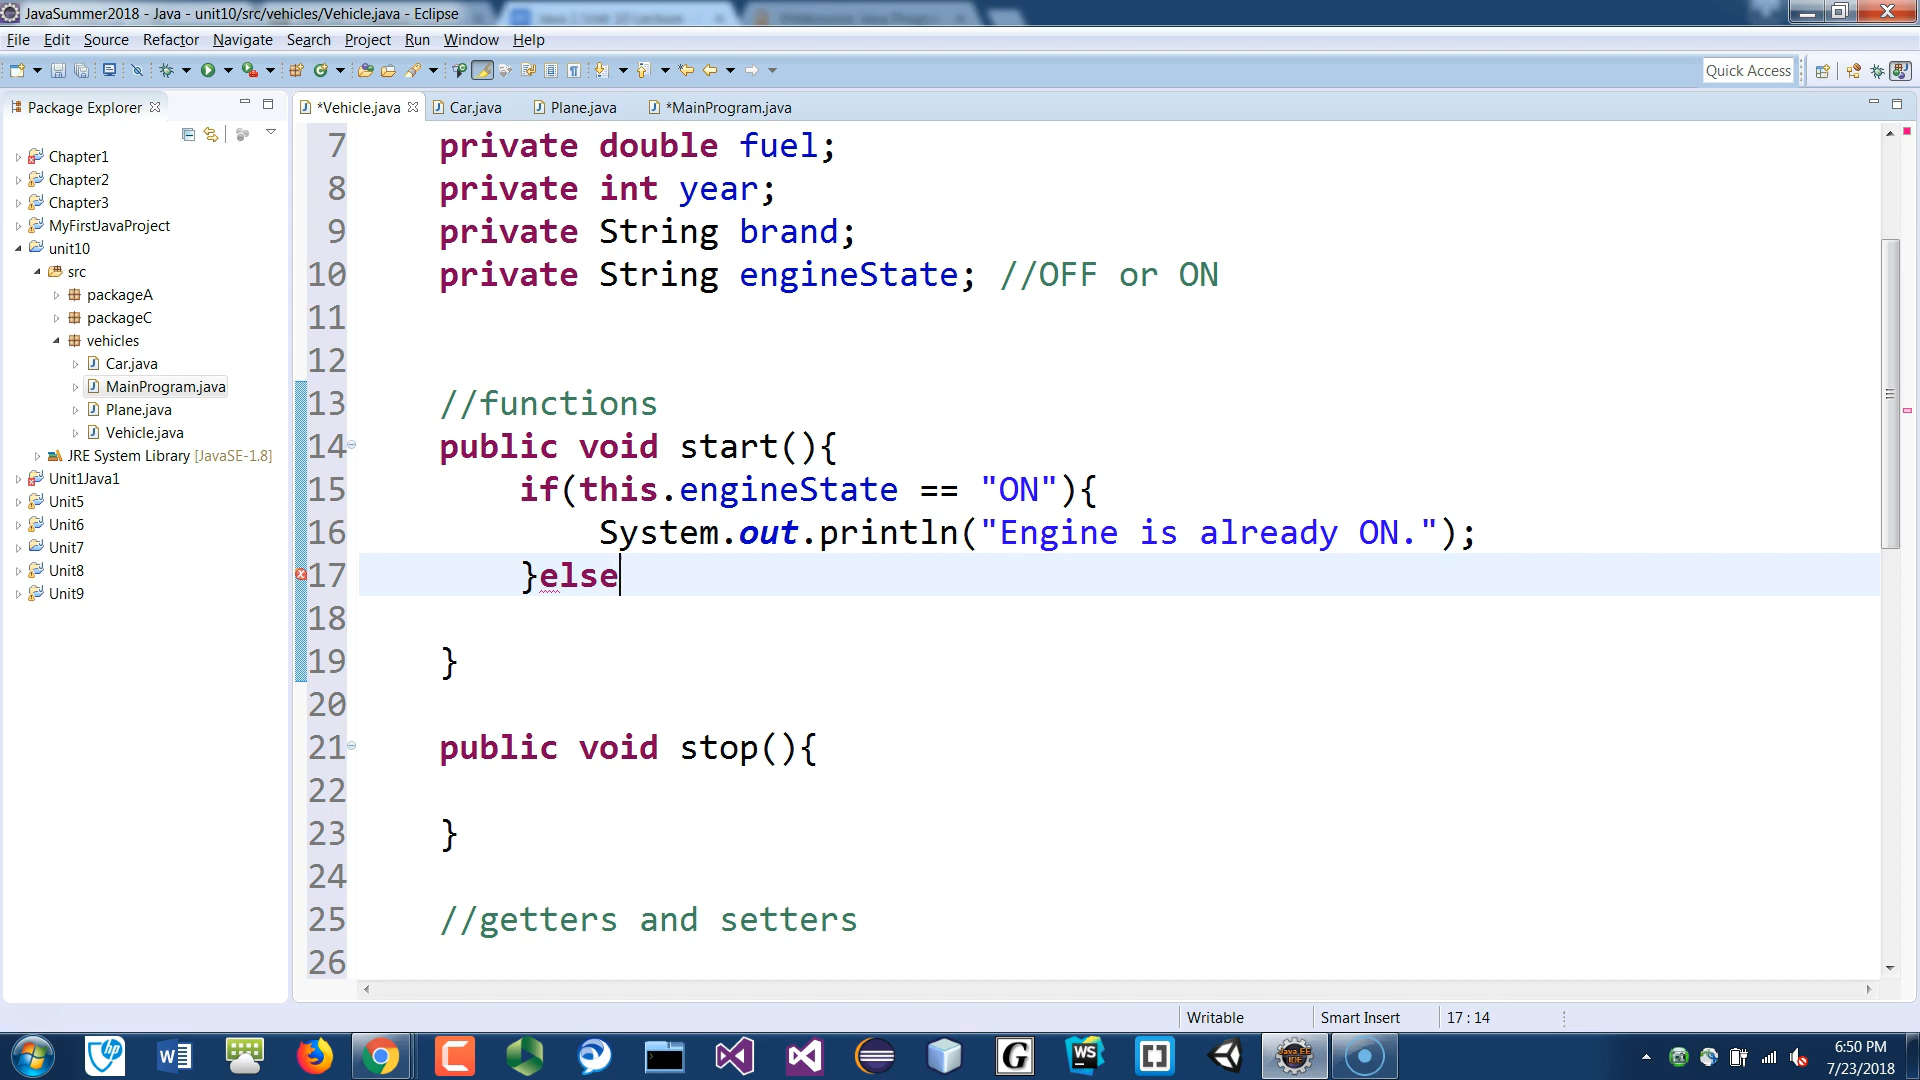 JavaSummer2018 - Java - unit10/src/vehicles/Vehicle.java - Eclipse
File Edit Source Refactor Navigate Search Project Run Window Help
Quick Access
Package Explorer
*Vehicle.java Car.java Plane.java *MainProgram.java
Chapter1
Chapter2
Chapter3
MyFirstJavaProject
unit10
src
packageA
packageC
vehicles
Car.java
MainProgram.java
Plane.java
Vehicle.java
JRE System Library [JavaSE-1.8]
Unit1Java1
Unit5
Unit6
Unit7
Unit8
Unit9
7 private double fuel;
8 private int year;
9 private String brand;
10 private String engineState; //OFF or ON
11
12
13 //functions
14 public void start(){
15 if(this.engineState == "ON"){
16 System.out.println("Engine is already ON.");
17 }else
18
19 }
20
21 public void stop(){
22
23 }
24
25 //getters and setters
26
Writable Smart Insert 17 : 14
6:50 PM
7/23/2018